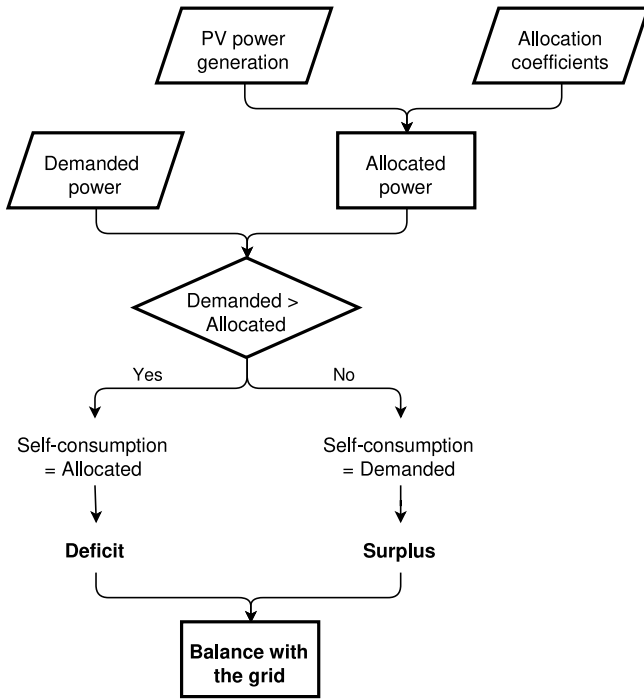 PV power
generation
Allocation
coefficients
Demanded
power
Allocated
power
Demanded >
Allocated
Yes
No
Self-consumption
= Allocated
Self-consumption
= Demanded
Deficit
Surplus
Balance with
the grid